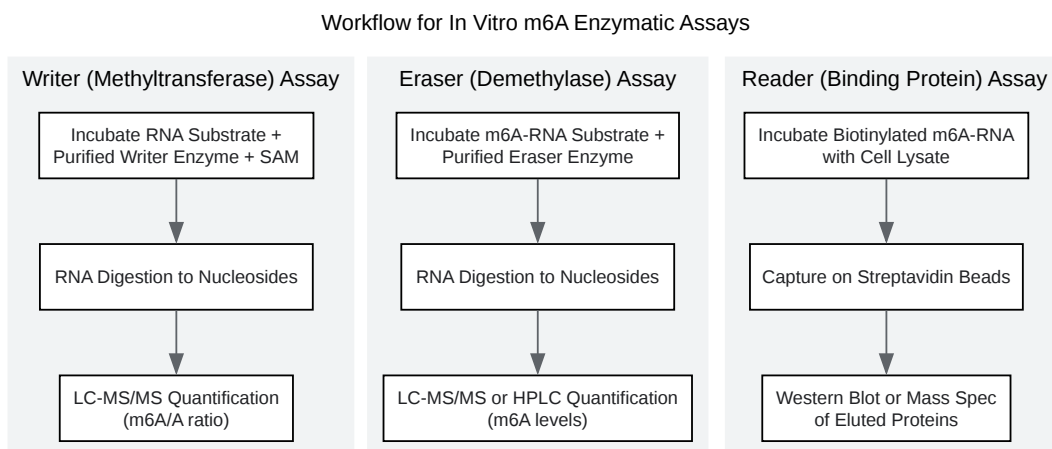 Workflow for In Vitro m6A Enzymatic Assays
Writer (Methyltransferase) Assay
Incubate RNA Substrate +
Purified Writer Enzyme + SAM
RNA Digestion to Nucleosides
LC-MS/MS Quantification
(m6A/A ratio)
Eraser (Demethylase) Assay
Incubate m6A-RNA Substrate +
Purified Eraser Enzyme
RNA Digestion to Nucleosides
LC-MS/MS or HPLC Quantification
(m6A levels)
Reader (Binding Protein) Assay
Incubate Biotinylated m6A-RNA
with Cell Lysate
Capture on Streptavidin Beads
Western Blot or Mass Spec
of Eluted Proteins